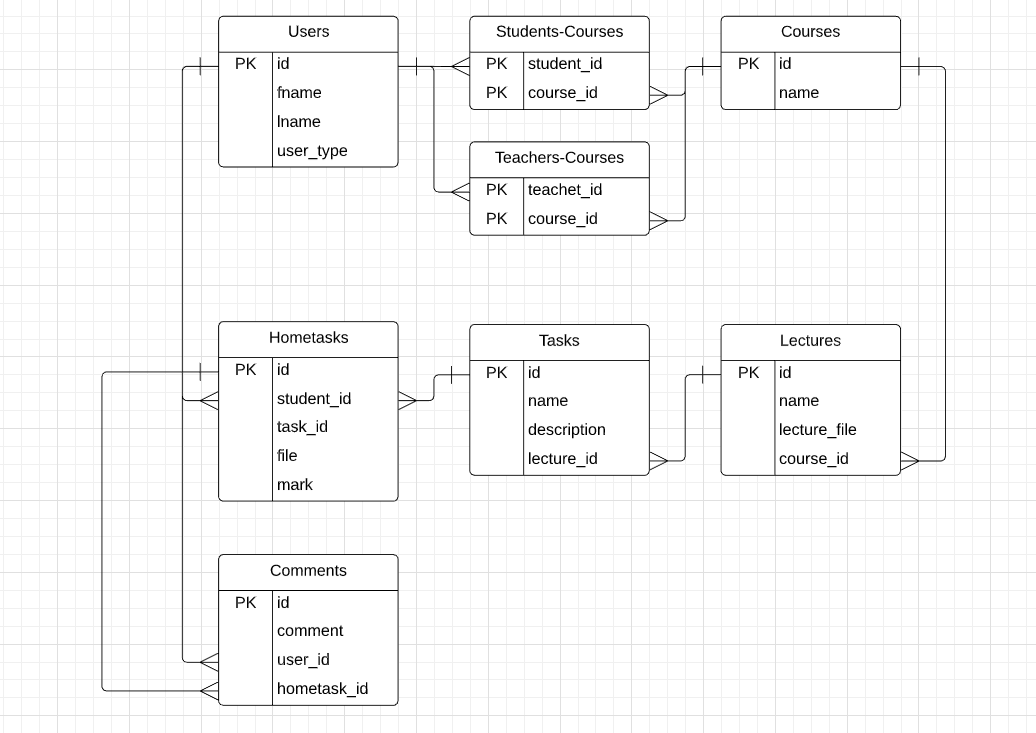 Users
PK id
fname
lname
user_type
Students-Courses
PK student_id
PK course_id
Courses
PK id
name
Teachers-Courses
PK teachet_id
PK course_id
Hometasks
PK id
student_id
task_id
file
mark
Tasks
PK id
name
description
lecture_id
Lectures
PK id
name
lecture_file
course_id
Comments
PK id
comment
user_id
hometask_id